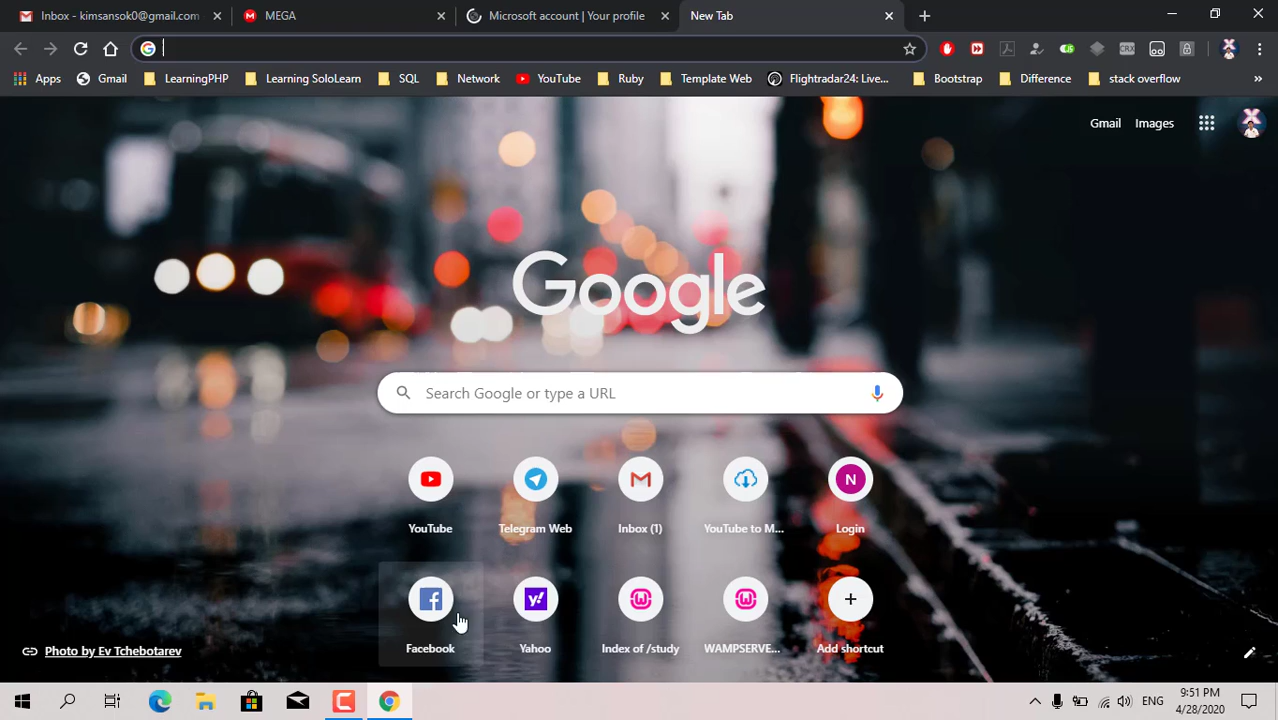 Inbox - kimsansok0@gmail.com
MEGA
Microsoft account | Your profile
New Tab
Apps
Gmail
LearningPHP
Learning SoloLearn
SQL
Network
YouTube
Ruby
Template Web
Flightradar24: Live...
Bootstrap
Difference
stack overflow
Gmail
Images
Google
Search Google or type a URL
YouTube
Telegram Web
Inbox (1)
YouTube to M...
N
Login
Facebook
Yahoo
Index of /study
WAMPSERVE...
Add shortcut
Photo by Ev Tchebotarev
ENG
9:51 PM
4/28/2020